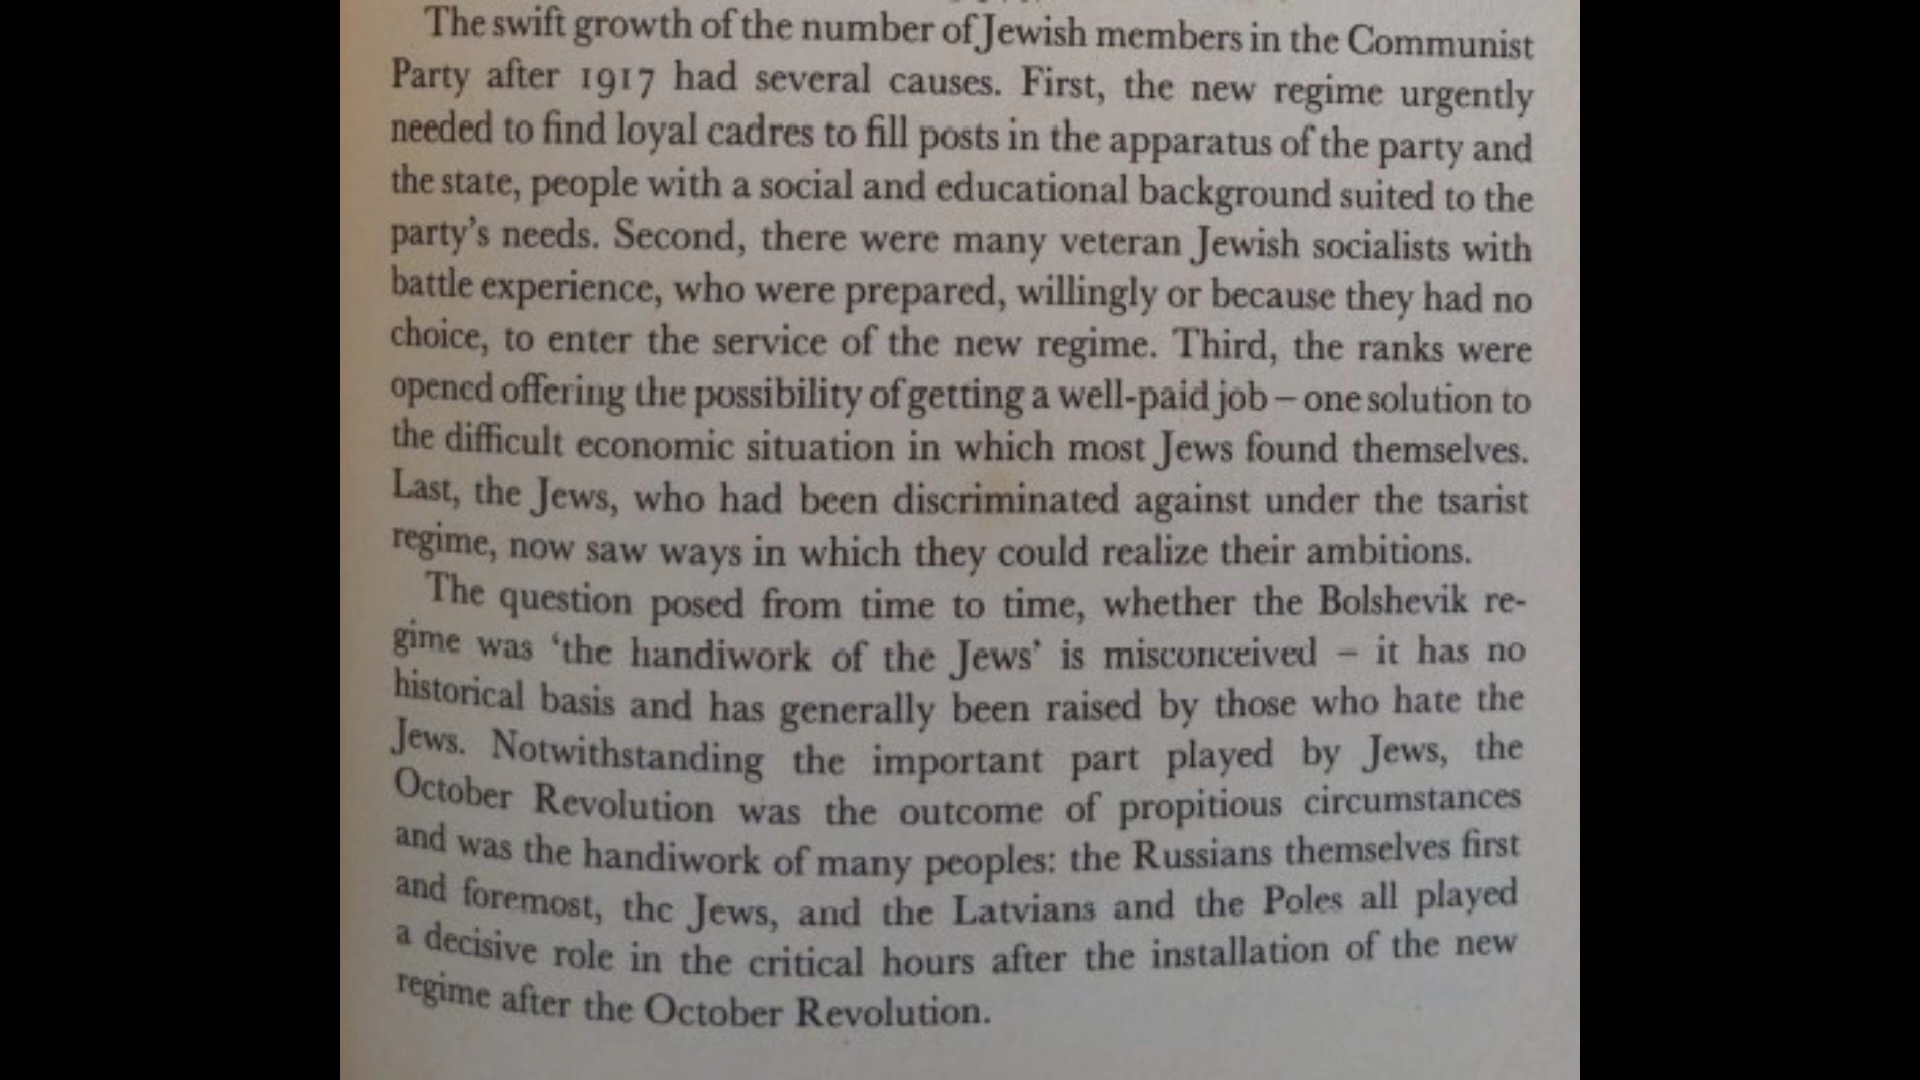 The swift growth of the number of Jewish members in the Communist
Party after 1917 had several causes. First, the new regime urgently
needed to find loyal cadres to fill posts in the apparatus of the party and
the state, people with a social and educational background suited to the
party's needs. Second, there were many veteran Jewish socialists with
battle experience, who were prepared, willingly or because they had no
choice, to enter the service of the new regime. Third, the ranks were
opened offering the possibility of getting a well-paid job – one solution to
the difficult economic situation in which most Jews found themselves.
Last, the Jews, who had been discriminated against under the tsarist
regime, now saw ways in which they could realize their ambitions.
The question posed from time to time, whether the Bolshevik re-
gime was 'the handiwork of the Jews' is misconceived – it has no
historical basis and has generally been raised by those who hate the
Jews. Notwithstanding the important part played by Jews, the
October Revolution was the outcome of propitious circumstances
and was the handiwork of many peoples: the Russians themselves first
and foremost, the Jews, and the Latvians and the Poles all played
a decisive role in the critical hours after the installation of the new
regime after the October Revolution.